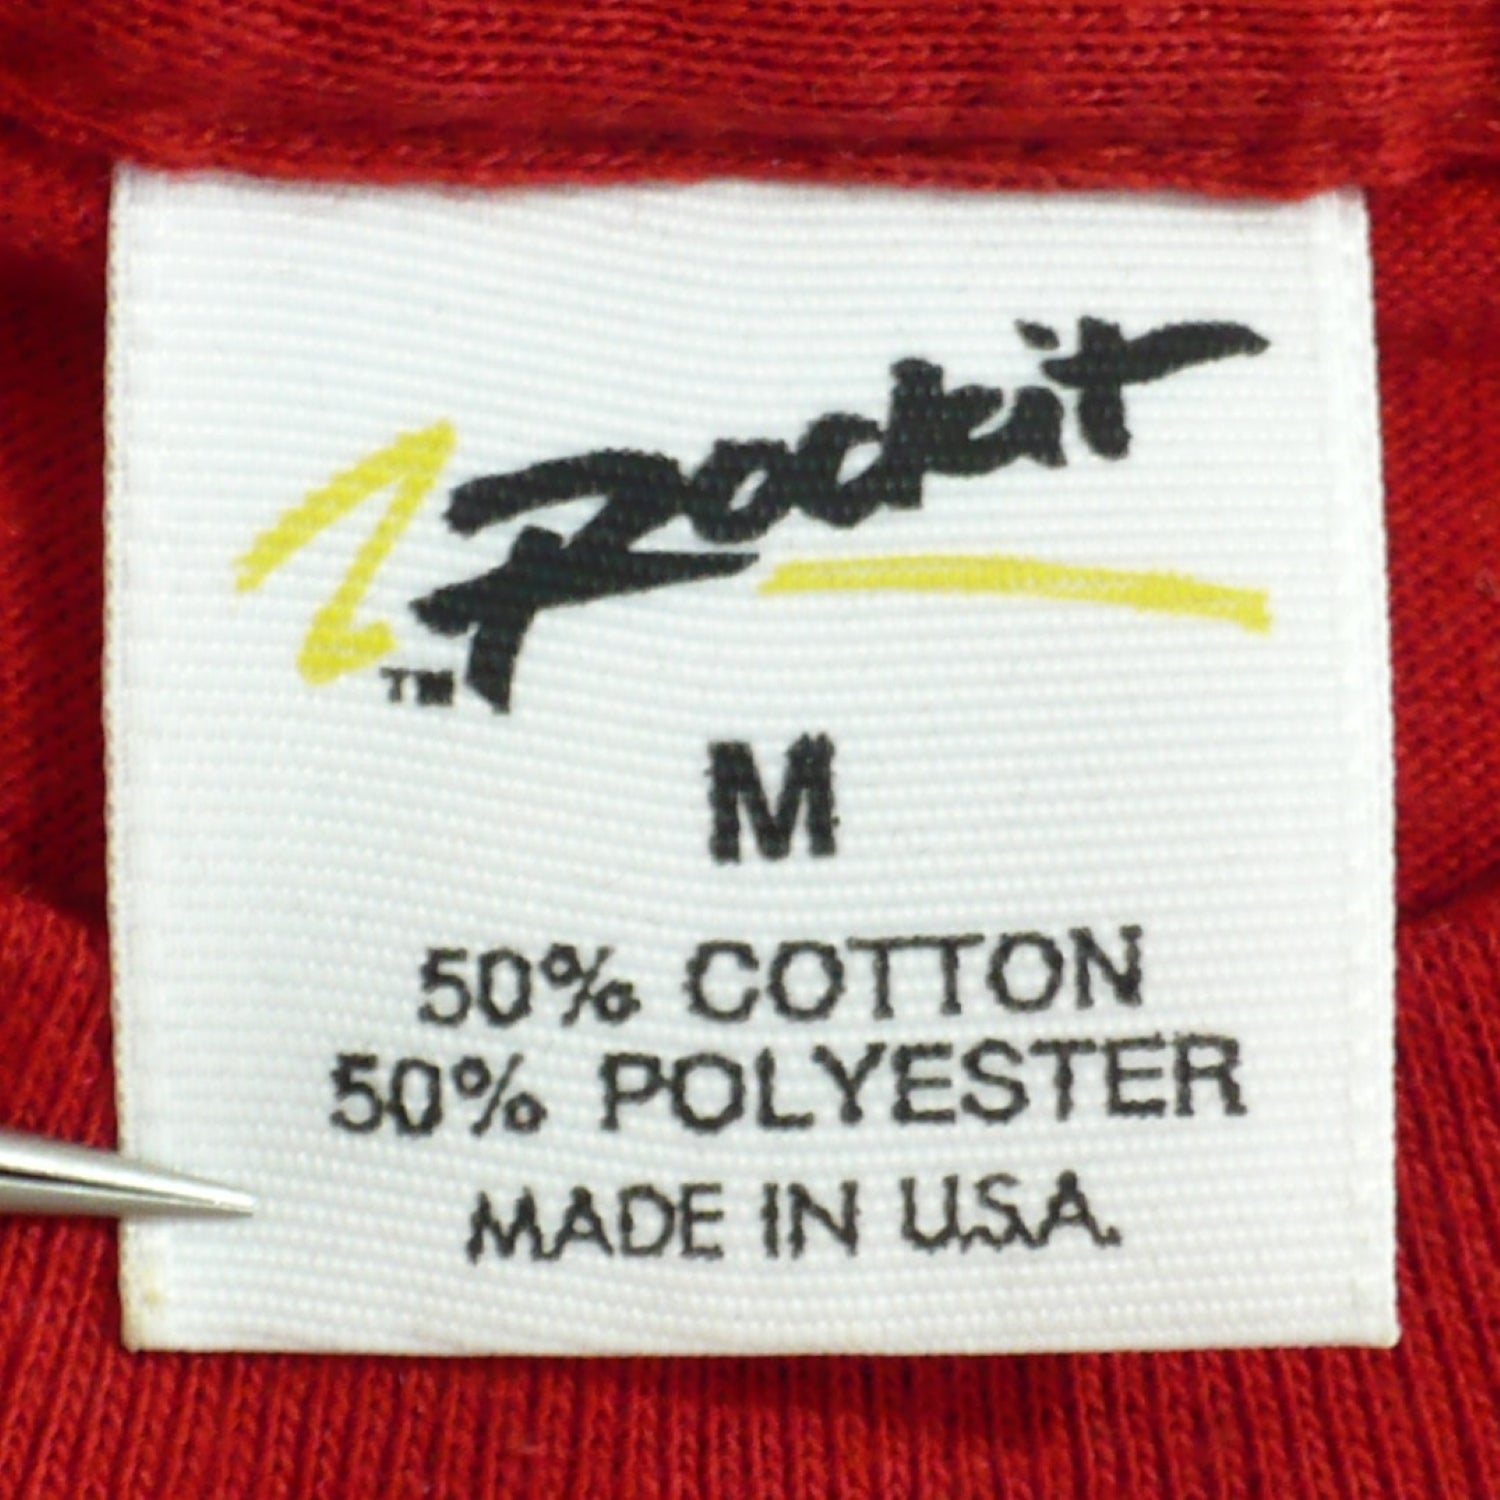 Rockit
TM
M
50% COTTON
50% POLYESTER
MADE IN U.S.A.